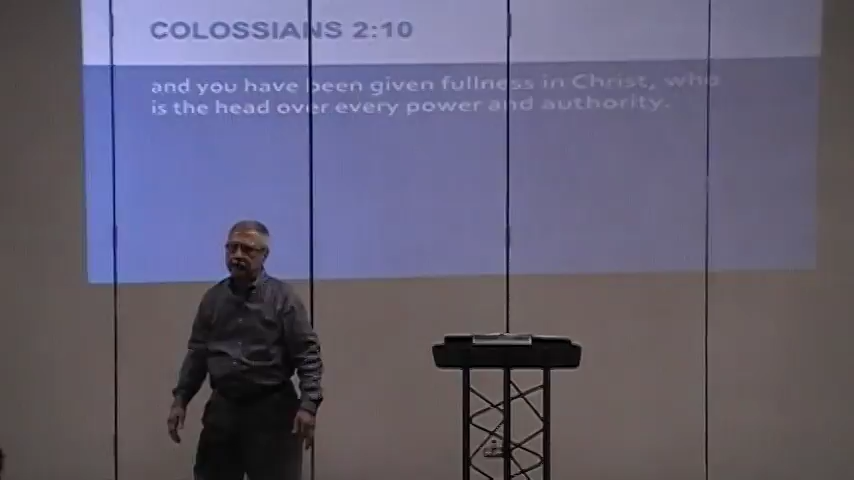 COLOSSIANS 2:10
and you have been given fullness in Christ, who
is the head over every power and authority.